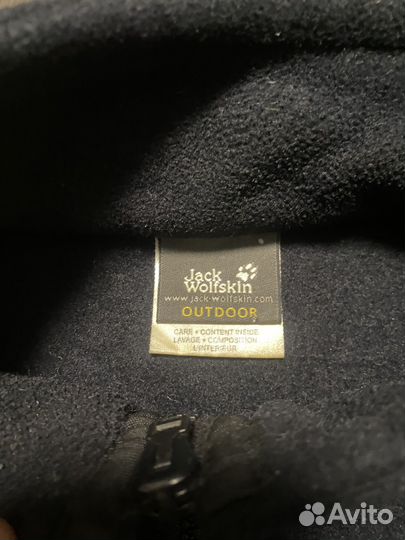 Jack
Wolfskin
www.jack-wolfskin.com
OUTDOOR
CARE • CONTENT INSIDE
LAVAGE • COMPOSITION
L'INTERIEUR
Avito